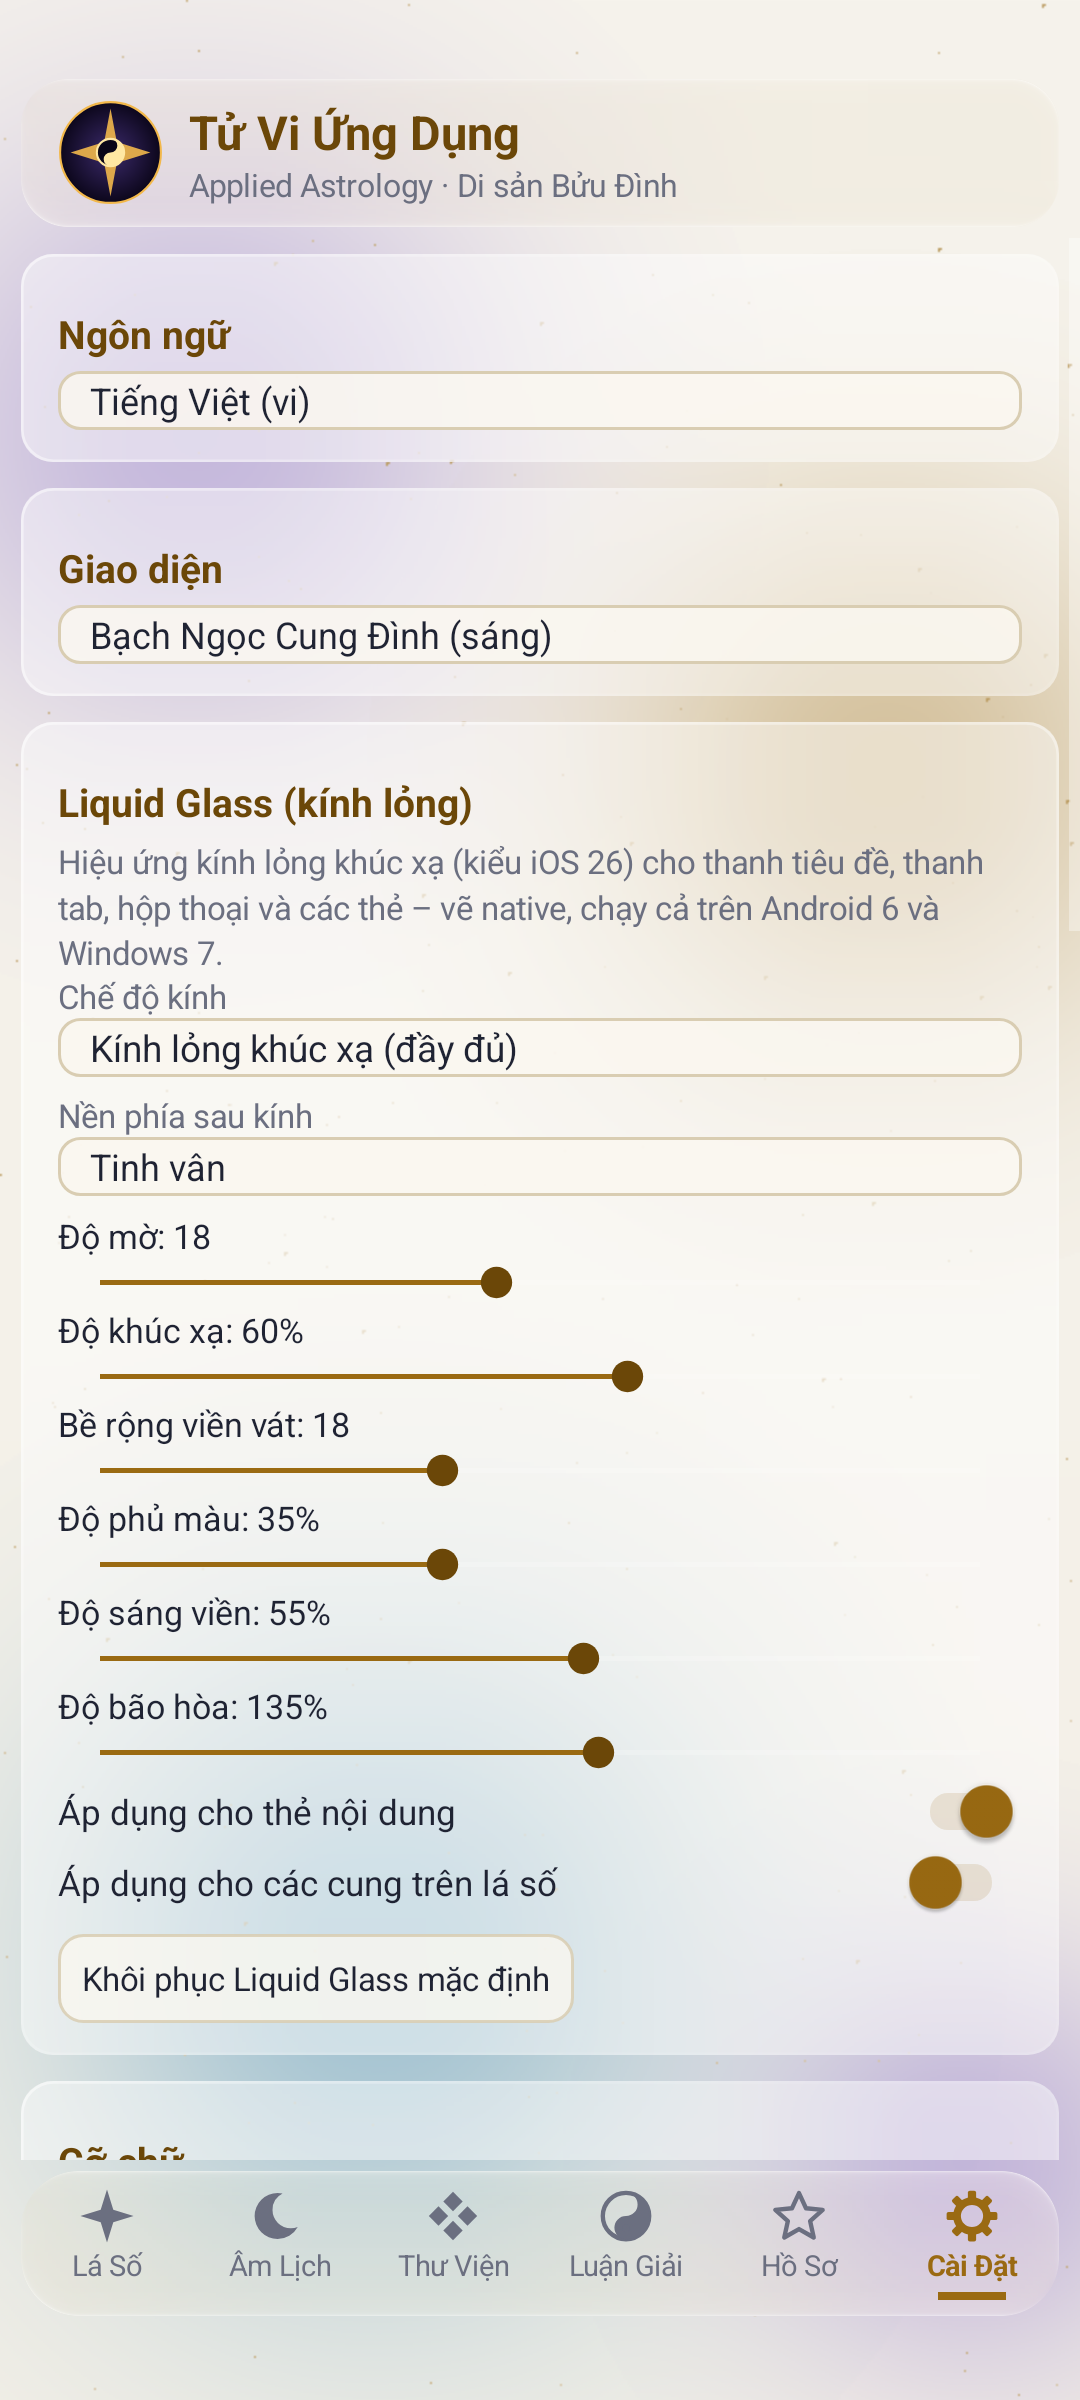 Tử Vi Ứng Dụng
Applied Astrology · Di sản Bửu Đình
Ngôn ngữ
Tiếng Việt (vi)
Giao diện
Bạch Ngọc Cung Đình (sáng)
Liquid Glass (kính lỏng)
Hiệu ứng kính lỏng khúc xạ (kiểu iOS 26) cho thanh tiêu đề, thanh
tab, hộp thoại và các thẻ – vẽ native, chạy cả trên Android 6 và
Windows 7.
Chế độ kính
Kính lỏng khúc xạ (đầy đủ)
Nền phía sau kính
Tinh vân
Độ mờ: 18
Độ khúc xạ: 60%
Bề rộng viền vát: 18
Độ phủ màu: 35%
Độ sáng viền: 55%
Độ bão hòa: 135%
Áp dụng cho thẻ nội dung
Áp dụng cho các cung trên lá số
Khôi phục Liquid Glass mặc định
Cỡ chữ
Lá Số
Âm Lịch
Thư Viện
Luận Giải
Hồ Sơ
Cài Đặt